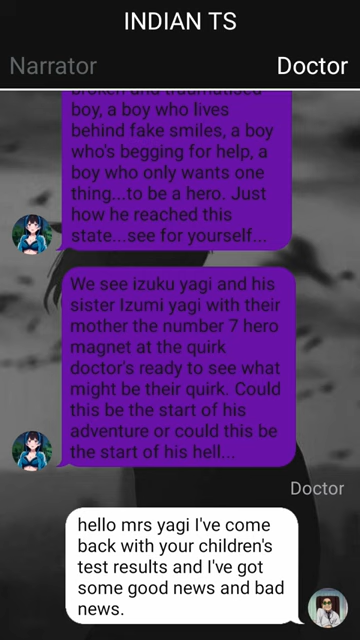 INDIAN TS
Narrator
Doctor
broken and traumatised
boy, a boy who lives
behind fake smiles, a boy
who's begging for help, a
boy who only wants one
thing...to be a hero. Just
how he reached this
state...see for yourself...
We see izuku yagi and his
sister Izumi yagi with their
mother the number 7 hero
magnet at the quirk
doctor's ready to see what
might be their quirk. Could
this be the start of his
adventure or could this be
the start of his hell...
Doctor
hello mrs yagi I've come
back with your children's
test results and I've got
some good news and bad
news.